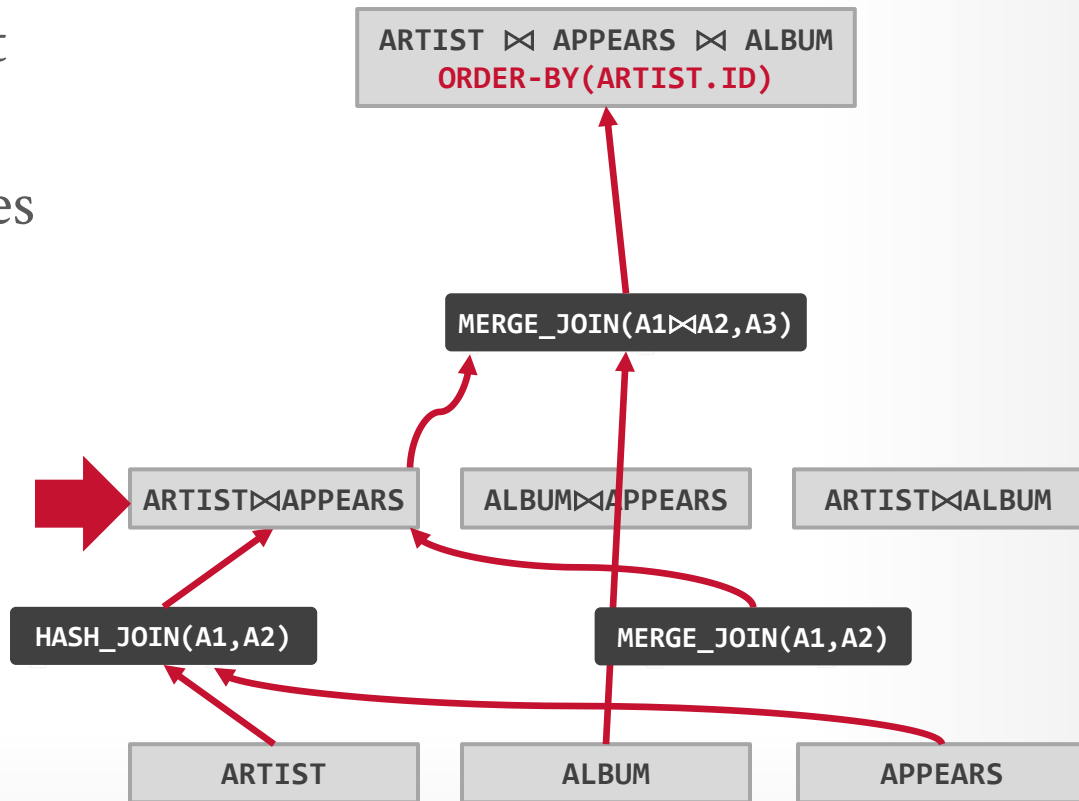 t
ARTIST ⋈ APPEARS ⋈ ALBUM
ORDER-BY(ARTIST.ID)
es
MERGE_JOIN(A1⋈A2,A3)
ARTIST⋈APPEARS
ALBUM⋈APPEARS
ARTIST⋈ALBUM
HASH_JOIN(A1,A2)
MERGE_JOIN(A1,A2)
ARTIST
ALBUM
APPEARS